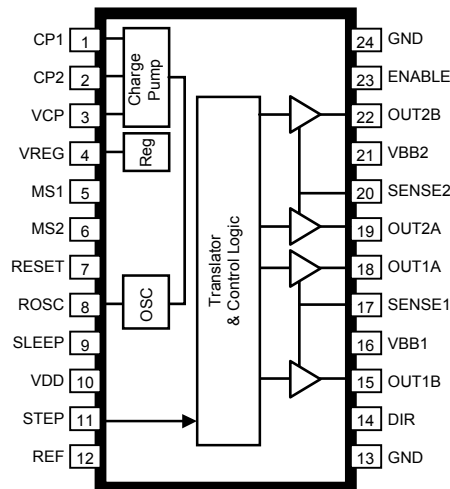 CP1 1
CP2 2
VCP 3
VREG 4
MS1 5
MS2 6
RESET 7
ROSC 8
SLEEP 9
VDD 10
STEP 11
REF 12
Charge
Pump
Reg
OSC
Translator
& Control Logic
24 GND
23 ENABLE
22 OUT2B
21 VBB2
20 SENSE2
19 OUT2A
18 OUT1A
17 SENSE1
16 VBB1
15 OUT1B
14 DIR
13 GND